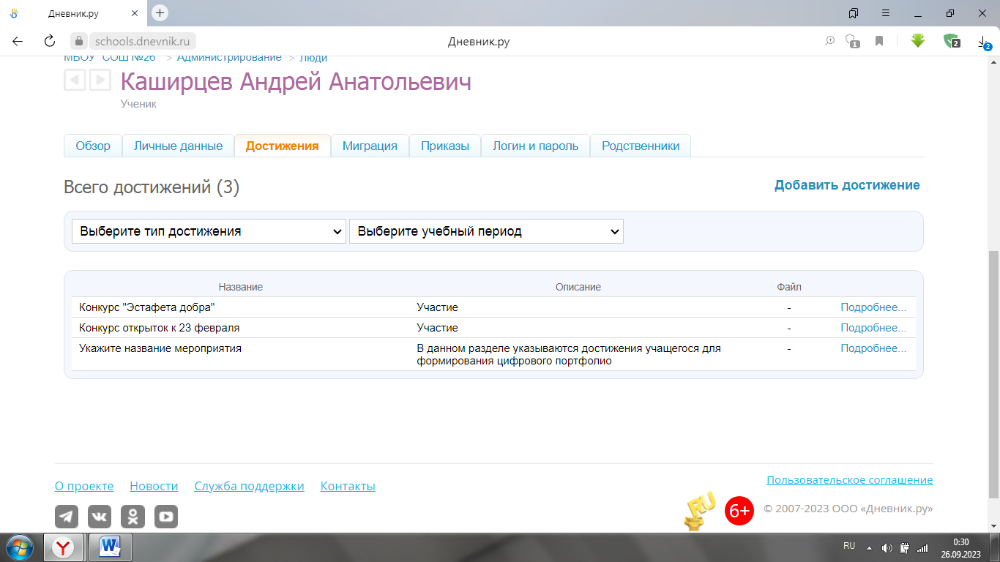 Дневник.ру
schools.dnevnik.ru
Дневник.ру
1
2
2
МБОУ "СОШ №26" > Администрирование > Люди
Каширцев Андрей Анатольевич
Ученик
Обзор Личные данные Достижения Миграция Приказы Логин и пароль Родственники
Всего достижений (3)
Добавить достижение
Выберите тип достижения Выберите учебный период
Название Описание Файл
Конкурс "Эстафета добра" Участие - Подробнее...
Конкурс открыток к 23 февраля Участие - Подробнее...
Укажите название мероприятия В данном разделе указываются достижения учащегося для - Подробнее...
формирования цифрового портфолио
О проекте Новости Служба поддержки Контакты
Пользовательское соглашение
RU
6+
© 2007-2023 ООО «Дневник.ру»
RU
0:30
26.09.2023